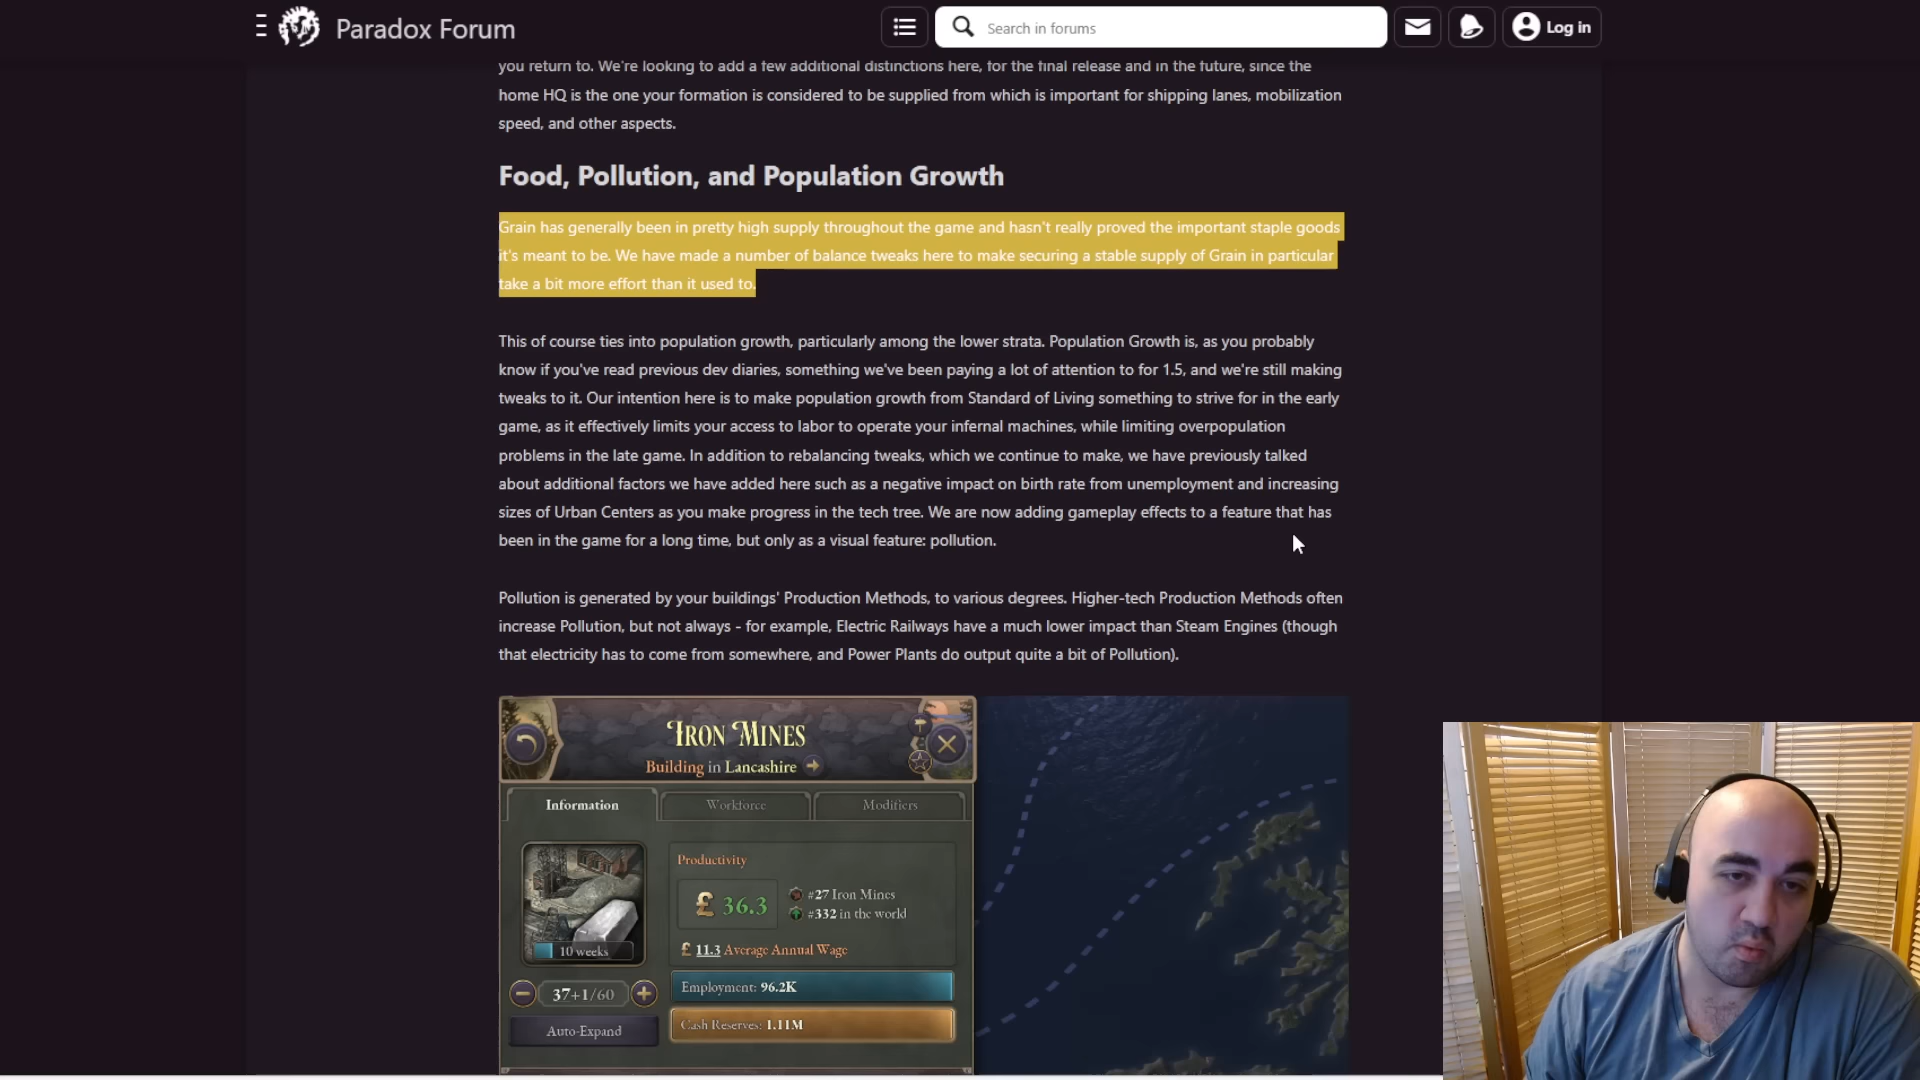 Paradox Forum
Search in forums
Log in
you return to. We're looking to add a few additional distinctions here, for the final release and in the future, since the
home HQ is the one your formation is considered to be supplied from which is important for shipping lanes, mobilization
speed, and other aspects.
Food, Pollution, and Population Growth
Grain has generally been in pretty high supply throughout the game and hasn't really proved the important staple goods
it's meant to be. We have made a number of balance tweaks here to make securing a stable supply of Grain in particular
take a bit more effort than it used to.
This of course ties into population growth, particularly among the lower strata. Population Growth is, as you probably
know if you've read previous dev diaries, something we've been paying a lot of attention to for 1.5, and we're still making
tweaks to it. Our intention here is to make population growth from Standard of Living something to strive for in the early
game, as it effectively limits your access to labor to operate your infernal machines, while limiting overpopulation
problems in the late game. In addition to rebalancing tweaks, which we continue to make, we have previously talked
about additional factors we have added here such as a negative impact on birth rate from unemployment and increasing
sizes of Urban Centers as you make progress in the tech tree. We are now adding gameplay effects to a feature that has
been in the game for a long time, but only as a visual feature: pollution.
Pollution is generated by your buildings' Production Methods, to various degrees. Higher-tech Production Methods often
increase Pollution, but not always - for example, Electric Railways have a much lower impact than Steam Engines (though
that electricity has to come from somewhere, and Power Plants do output quite a bit of Pollution).
Iron Mines
Building in Lancashire
Information
Workforce
Modifiers
Productivity
£ 36.3
#27 Iron Mines
#332 in the world
£ 11.3 Average Annual Wage
10 weeks
Employment: 96.2K
37+1/60
Cash Reserves: 1.11M
Auto-Expand